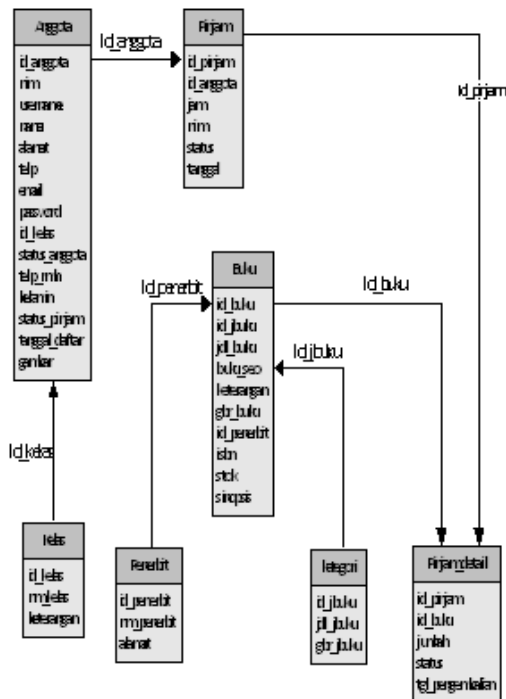 Anggota
id_anggota
nim
username
nama
alamat
telp
email
password
id_kelas
status_anggota
telp_rmh
kelamin
status_pinjam
tanggal_daftar
gambar
Id_anggota
Pinjam
id_pinjam
id_anggota
jam
nim
status
tanggal
id_pinjam
Id_penerbit
Buku
id_buku
id_jbuku
jdl_buku
buku_seo
keterangan
gbr_buku
id_penerbit
isbn
stok
sinopsis
Id_buku
Id_jbuku
Id_kelas
Kelas
id_kelas
nm_kelas
keterangan
Penerbit
id_penerbit
nm_penerbit
alamat
kategori
id_jbuku
jdl_jbuku
gbr_jbuku
Pinjam_detail
id_pinjam
id_buku
jumlah
status
tgl_pengembalian